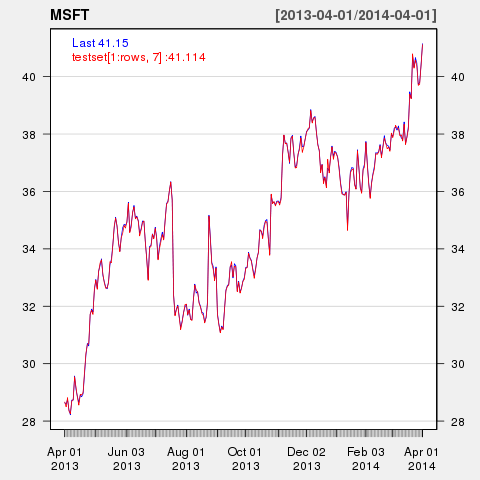 MSFT [2013-04-01/2014-04-01]
Last 41.15
testset[1:rows, 7] :41.114
40 40
38 38
36 36
34 34
32 32
30 30
28 28
Apr 01 Jun 03 Aug 01 Oct 01 Dec 02 Feb 03 Apr 01
2013 2013 2013 2013 2013 2014 2014